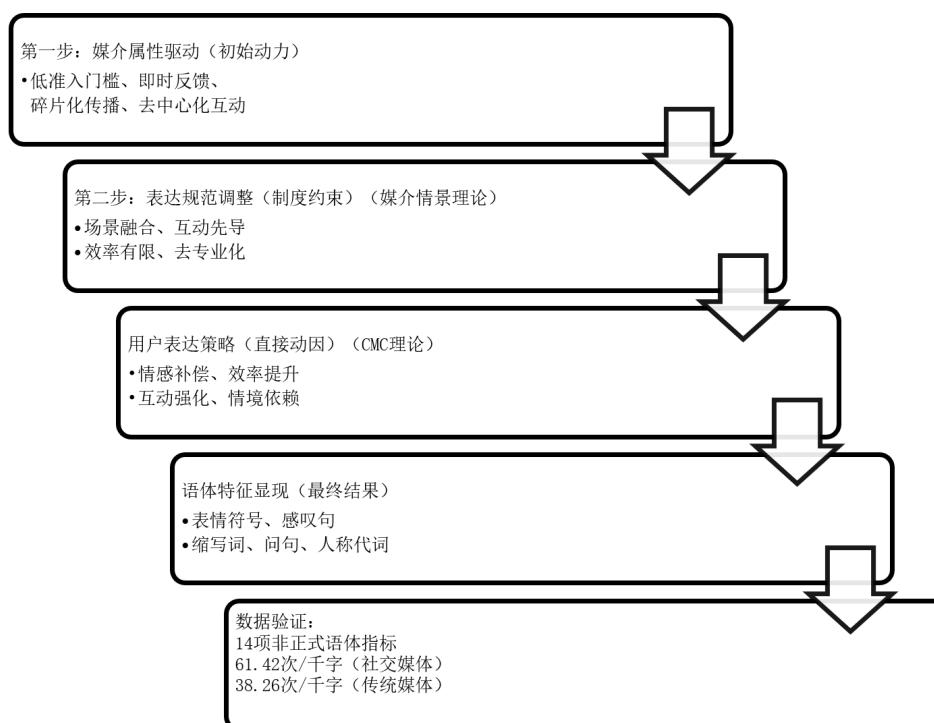 第一步：媒介属性驱动（初始动力）
•低准入门槛、即时反馈、
碎片化传播、去中心化互动
第二步：表达规范调整（制度约束）（媒介情景理论）
•场景融合、互动先导
•效率有限、去专业化
用户表达策略（直接动因）（CMC理论）
•情感补偿、效率提升
•互动强化、情境依赖
语体特征显现（最终结果）
•表情符号、感叹句
•缩写词、问句、人称代词
数据验证：
14项非正式语体指标
61.42次/千字（社交媒体）
38.26次/千字（传统媒体）